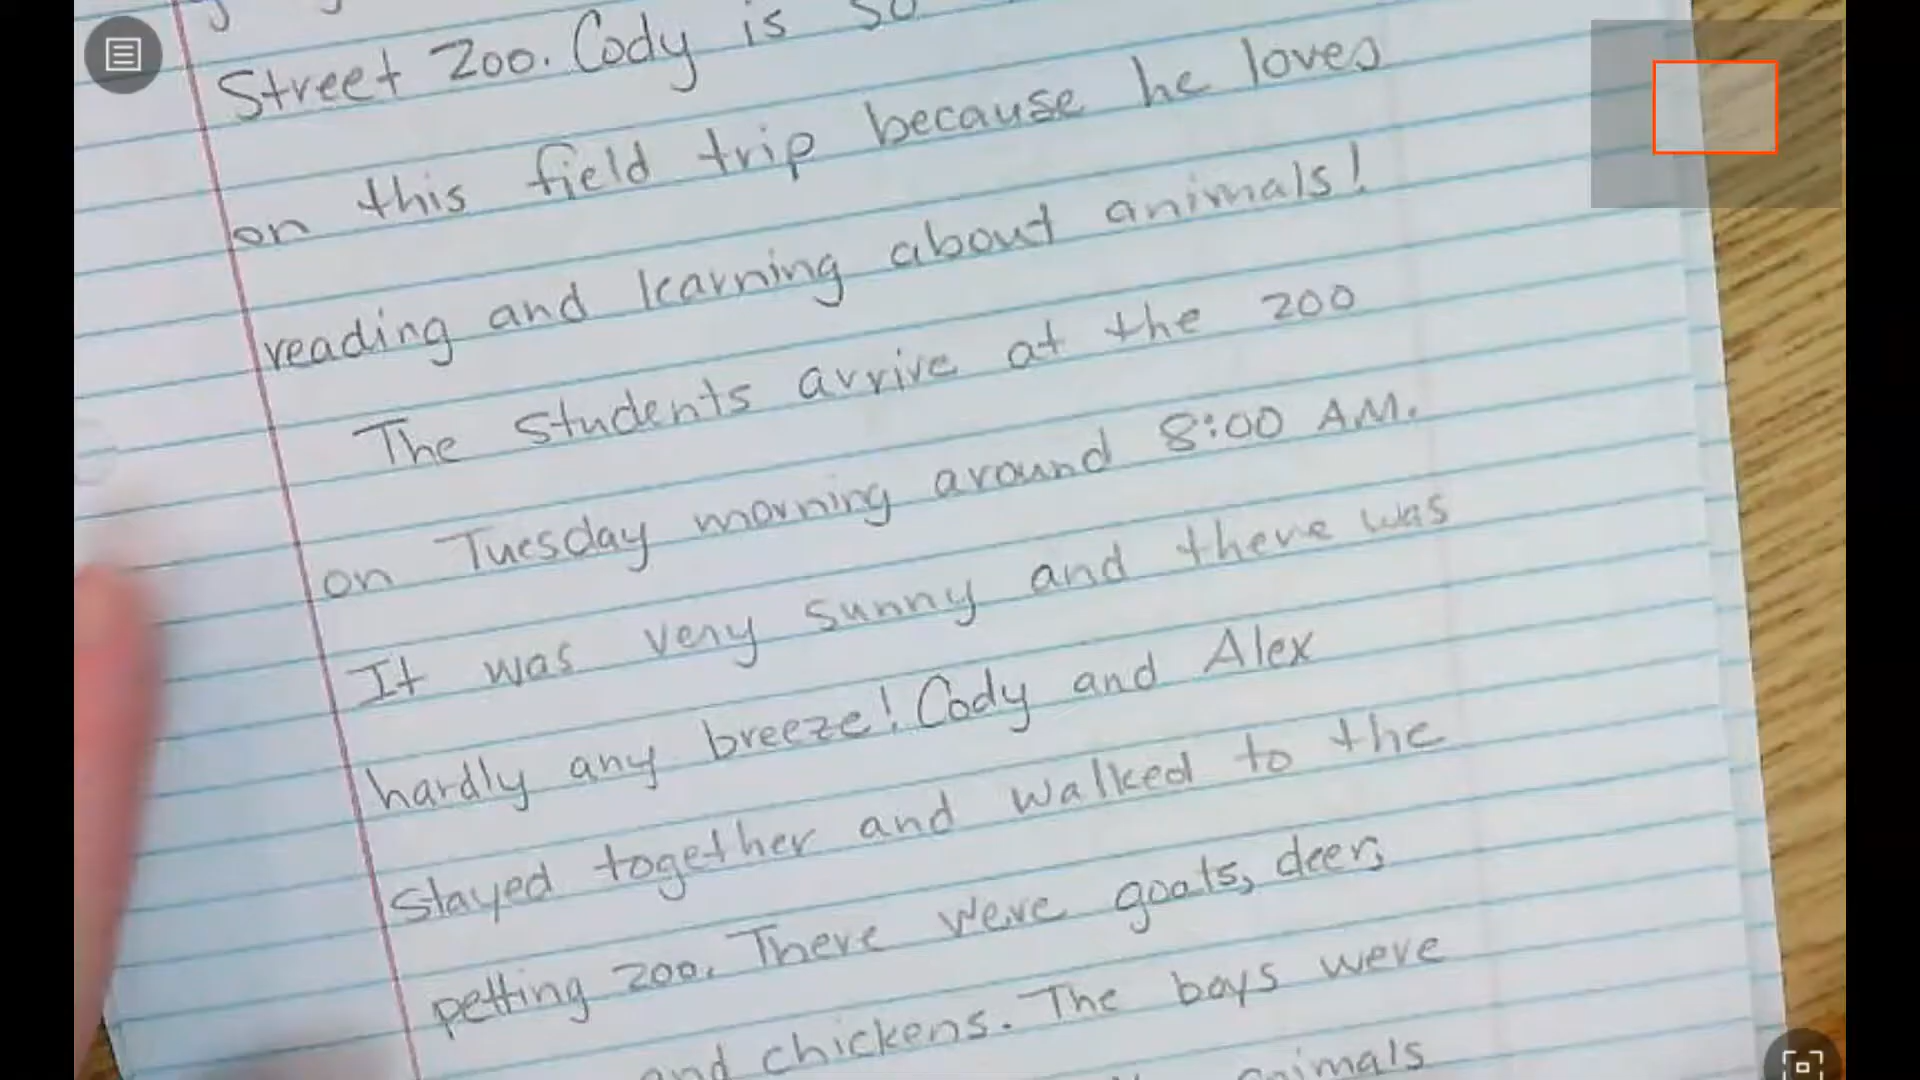 Street Zoo. Cody is so
on this field trip because he loves
reading and learning about animals!
The students arrive at the zoo
on Tuesday morning around 8:00 AM.
It was very sunny and there was
hardly any breeze! Cody and Alex
stayed together and walked to the
petting zoo. There were goats, deer,
and chickens. The boys were
animals